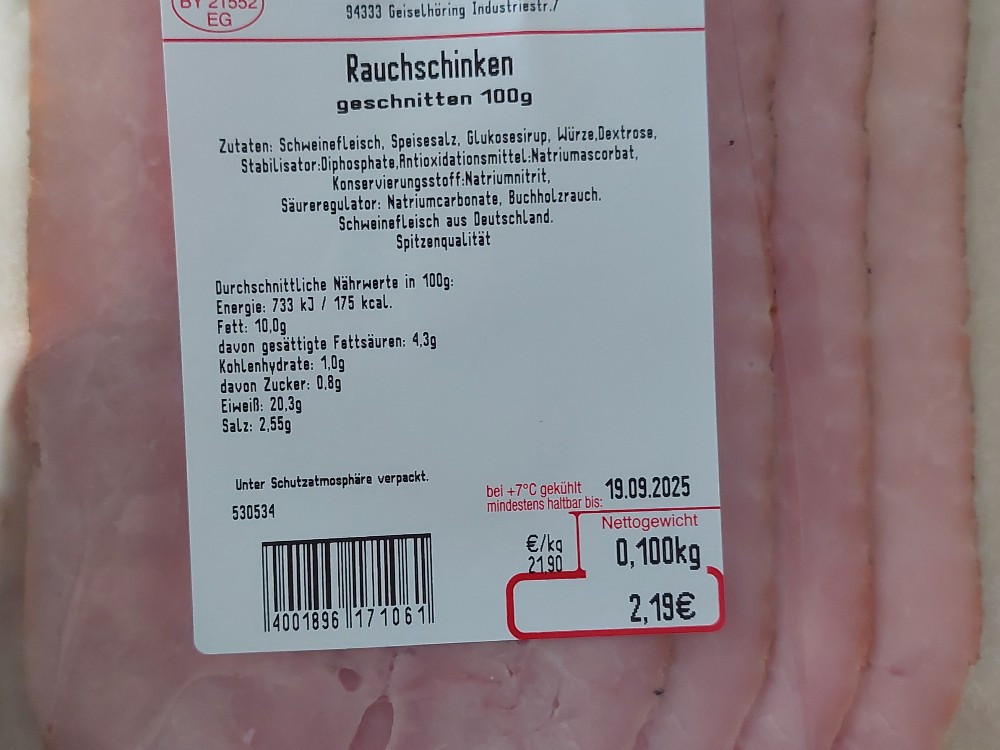 BY 21552
EG
94333 Geiselhöring Industriestr.7
Rauchschinken
geschnitten 100g
Zutaten: Schweinefleisch, Speisesalz, Glukosesirup, Würze,Dextrose,
Stabilisator:Diphosphate,Antioxidationsmittel:Natriumascorbat,
Konservierungsstoff:Natriumnitrit,
Säureregulator: Natriumcarbonate, Buchholzrauch.
Schweinefleisch aus Deutschland.
Spitzenqualität
Durchschnittliche Nährwerte in 100g:
Energie: 733 kJ / 175 kcal.
Fett: 10,0g
davon gesättigte Fettsäuren: 4,3g
Kohlenhydrate: 1,0g
davon Zucker: 0,8g
Eiweiß: 20,3g
Salz: 2,55g
Unter Schutzatmosphäre verpackt.
530534
bei +7°C gekühlt
mindestens haltbar bis: 19.09.2025
Nettogewicht
€/kg
21,90
0,100kg
2,19€
4001896 171061